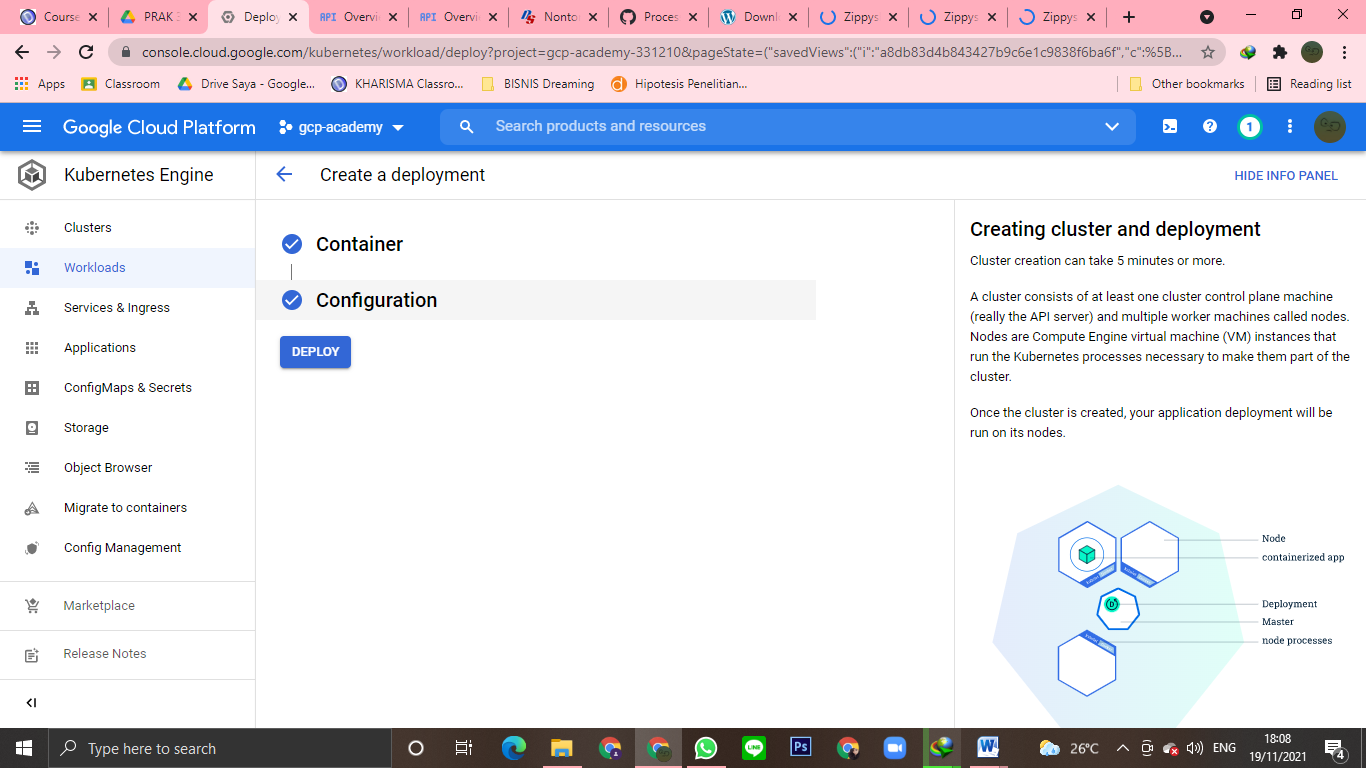 Course
PRAK
Deploy
API Overvi
API Overvi
Nonto
Proces
Downl
Zippys
Zippys
Zippys
console.cloud.google.com/kubernetes/workload/deploy?project=gcp-academy-331210&pageState=("savedViews":("i":"a8db83d4b843427b9c6e1c9838f6ba6f","c":%5B...
Apps
Classroom
Drive Saya - Google...
KHARISMA Classro...
BISNIS Dreaming
Hipotesis Penelitian...
Other bookmarks
Reading list
Google Cloud Platform
gcp-academy
Search products and resources
1
Kubernetes Engine
Create a deployment
HIDE INFO PANEL
Clusters
Workloads
Services & Ingress
Applications
ConfigMaps & Secrets
Storage
Object Browser
Migrate to containers
Config Management
Marketplace
Release Notes
Container
Configuration
DEPLOY
Creating cluster and deployment
Cluster creation can take 5 minutes or more.
A cluster consists of at least one cluster control plane machine
(really the API server) and multiple worker machines called nodes.
Nodes are Compute Engine virtual machine (VM) instances that
run the Kubernetes processes necessary to make them part of the
cluster.
Once the cluster is created, your application deployment will be
run on its nodes.
Node
containerized app
Deployment
Master
node processes
Type here to search
LINE
Ps
26°C
ENG
18:08
19/11/2021
4